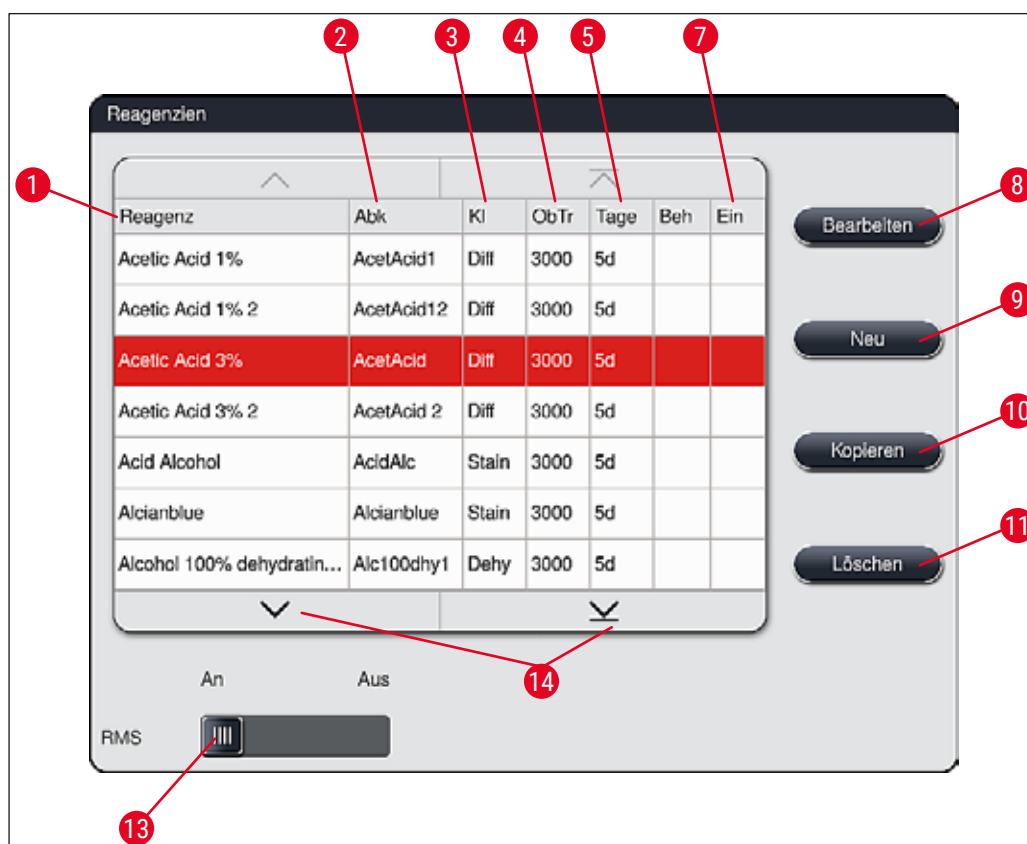 2 3 4 5 7
Reagenzien
1
8
Reagenz Abk Kl ObTr Tage Beh Ein
Bearbeiten
Acetic Acid 1% AcetAcid1 Diff 3000 5d
Acetic Acid 1% 2 AcetAcid12 Diff 3000 5d
9
Neu
Acetic Acid 3% AcetAcid Diff 3000 5d
Acetic Acid 3% 2 AcetAcid 2 Diff 3000 5d
10
Kopieren
Acid Alcohol AcidAlc Stain 3000 5d
Alcianblue Alcianblue Stain 3000 5d
11
Löschen
Alcohol 100% dehydratin... Alc100dhy1 Dehy 3000 5d
An Aus
14
RMS
13